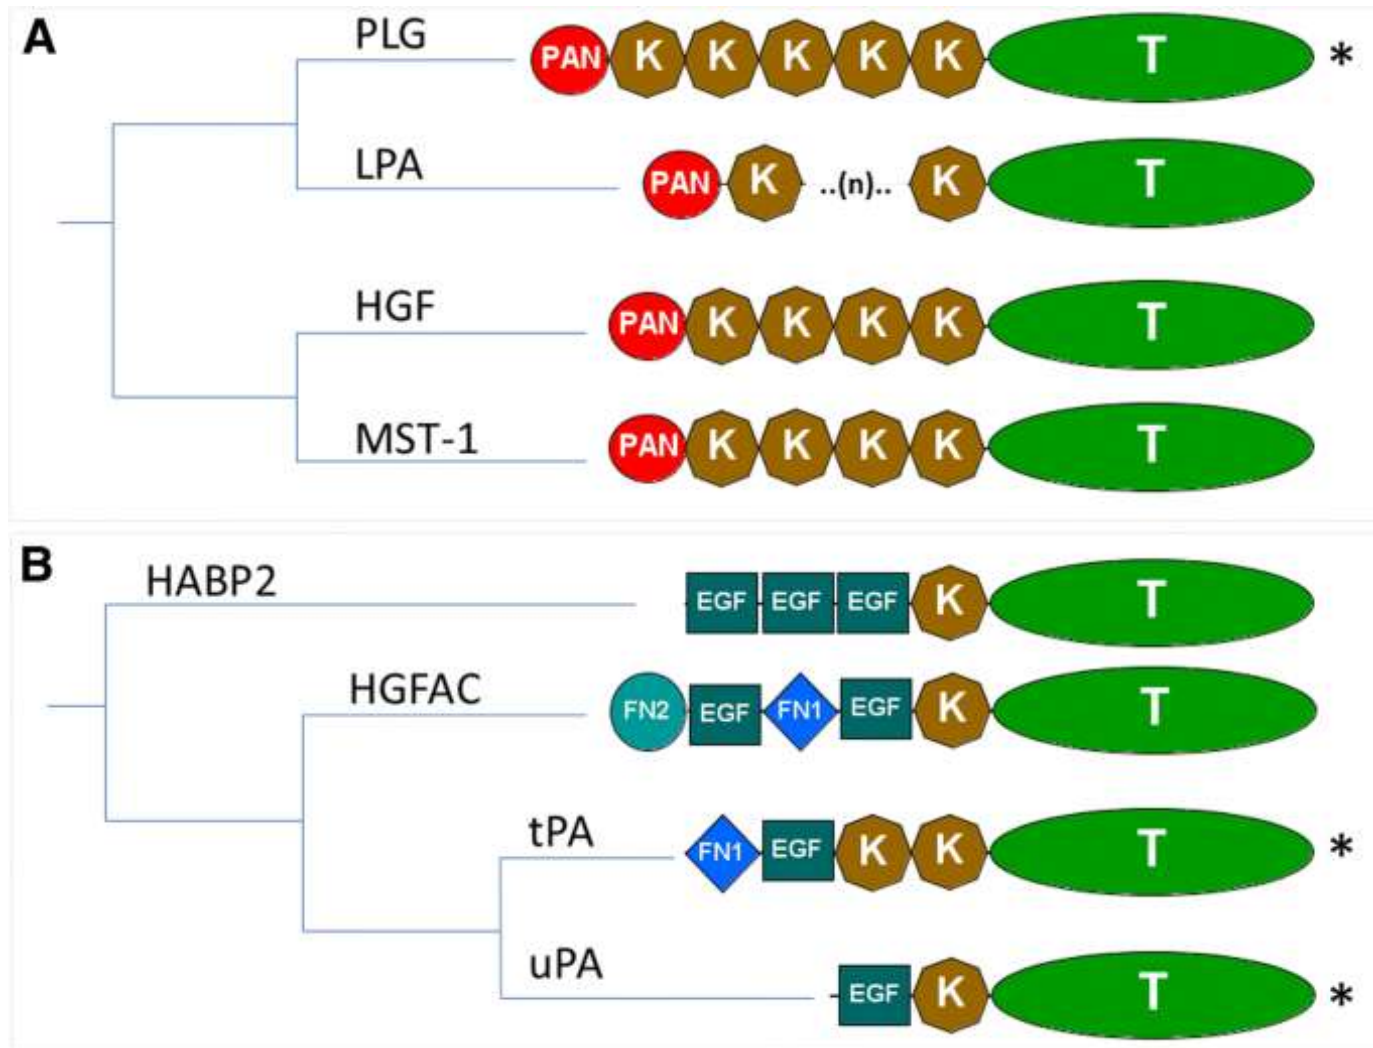 A
PLG
PAN K K K K K T *
LPA
PAN K ..(n).. K T
HGF
PAN K K K K T
MST-1
PAN K K K K T
B
HABP2
EGF EGF EGF K T
HGFAC
FN2 EGF FN1 EGF K T
tPA
FN1 EGF K K T *
uPA
EGF K T *